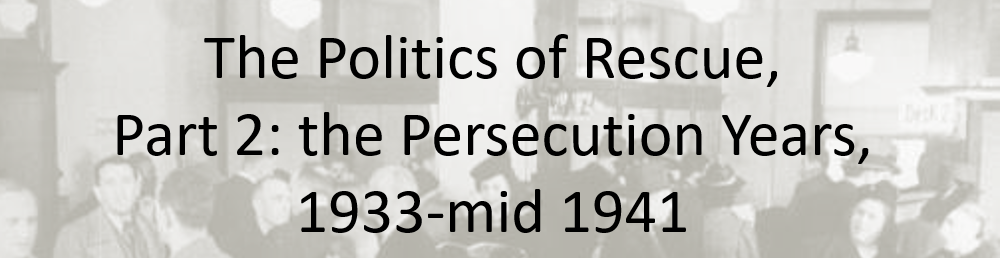 The Politics of Rescue,
Part 2: the Persecution Years,
1933-mid 1941